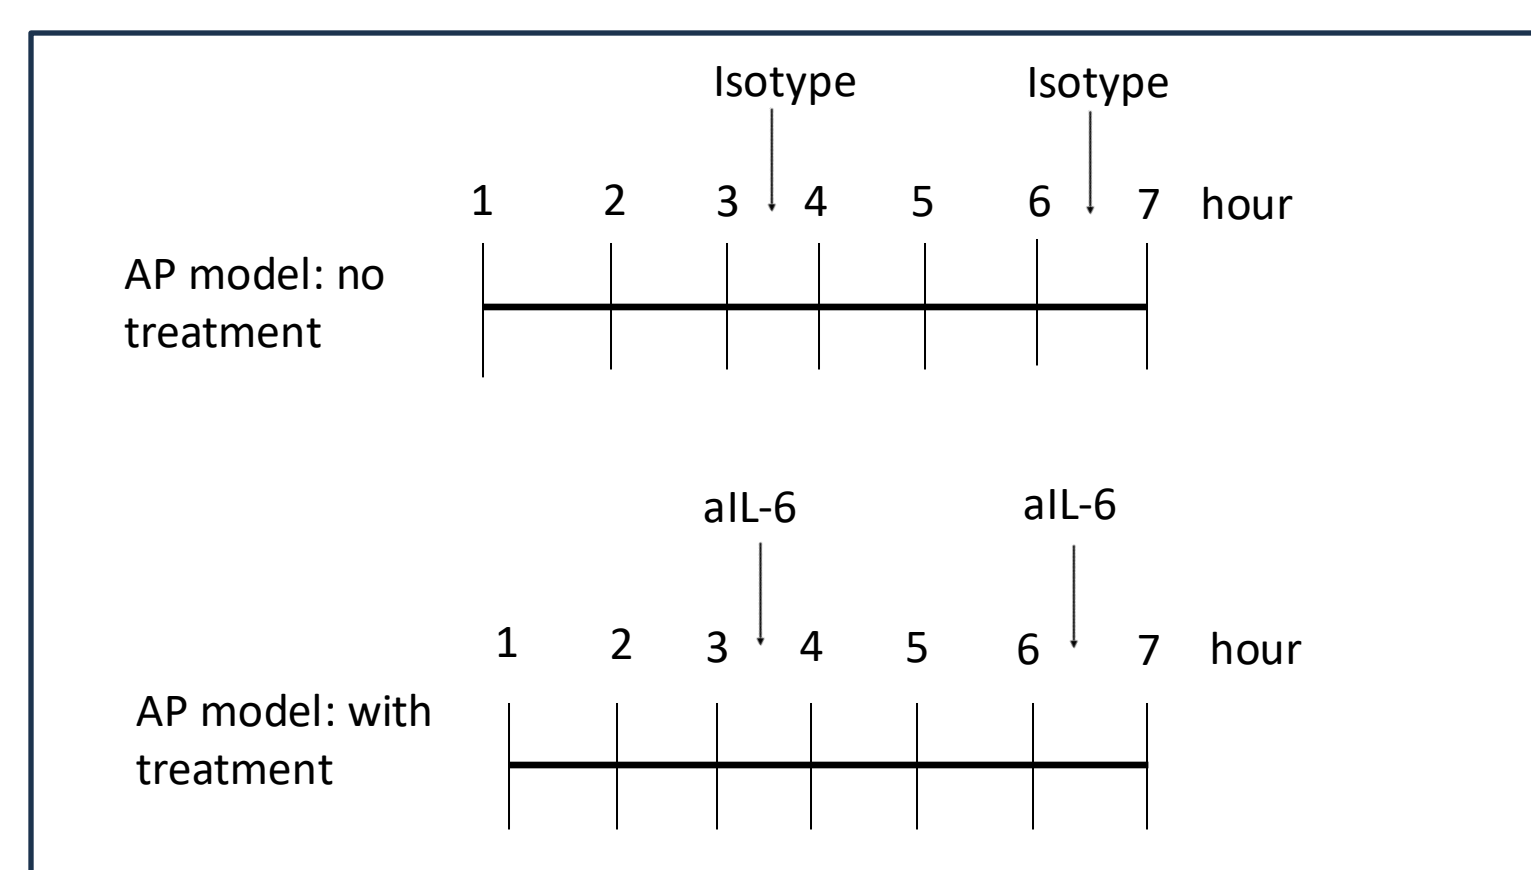 Isotype Isotype
1 2 3 4 5 6 7 hour
AP model: no
treatment
aIL-6 aIL-6
1 2 3 4 5 6 7 hour
AP model: with
treatment